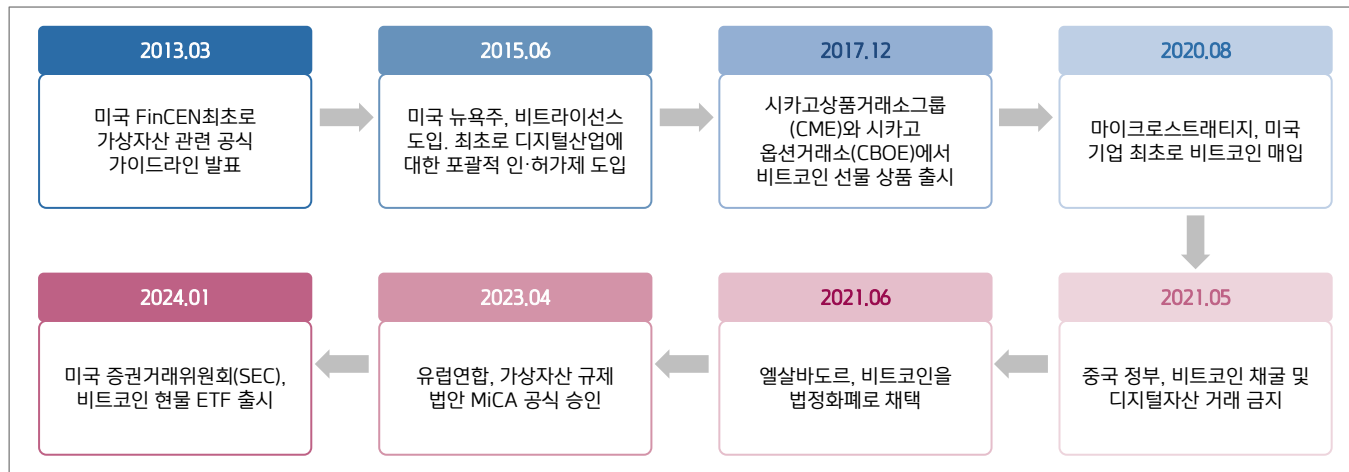 2013.03
미국 FinCEN최초로
가상자산 관련 공식
가이드라인 발표
2015.06
미국 뉴욕주, 비트라이선스
도입. 최초로 디지털산업에
대한 포괄적 인·허가제 도입
2017.12
시카고상품거래소그룹
(CME)와 시카고
옵션거래소(CBOE)에서
비트코인 선물 상품 출시
2020.08
마이크로스트래티지, 미국
기업 최초로 비트코인 매입
2021.05
중국 정부, 비트코인 채굴 및
디지털자산 거래 금지
2021.06
엘살바도르, 비트코인을
법정화폐로 채택
2023.04
유럽연합, 가상자산 규제
법안 MiCA 공식 승인
2024.01
미국 증권거래위원회(SEC),
비트코인 현물 ETF 출시